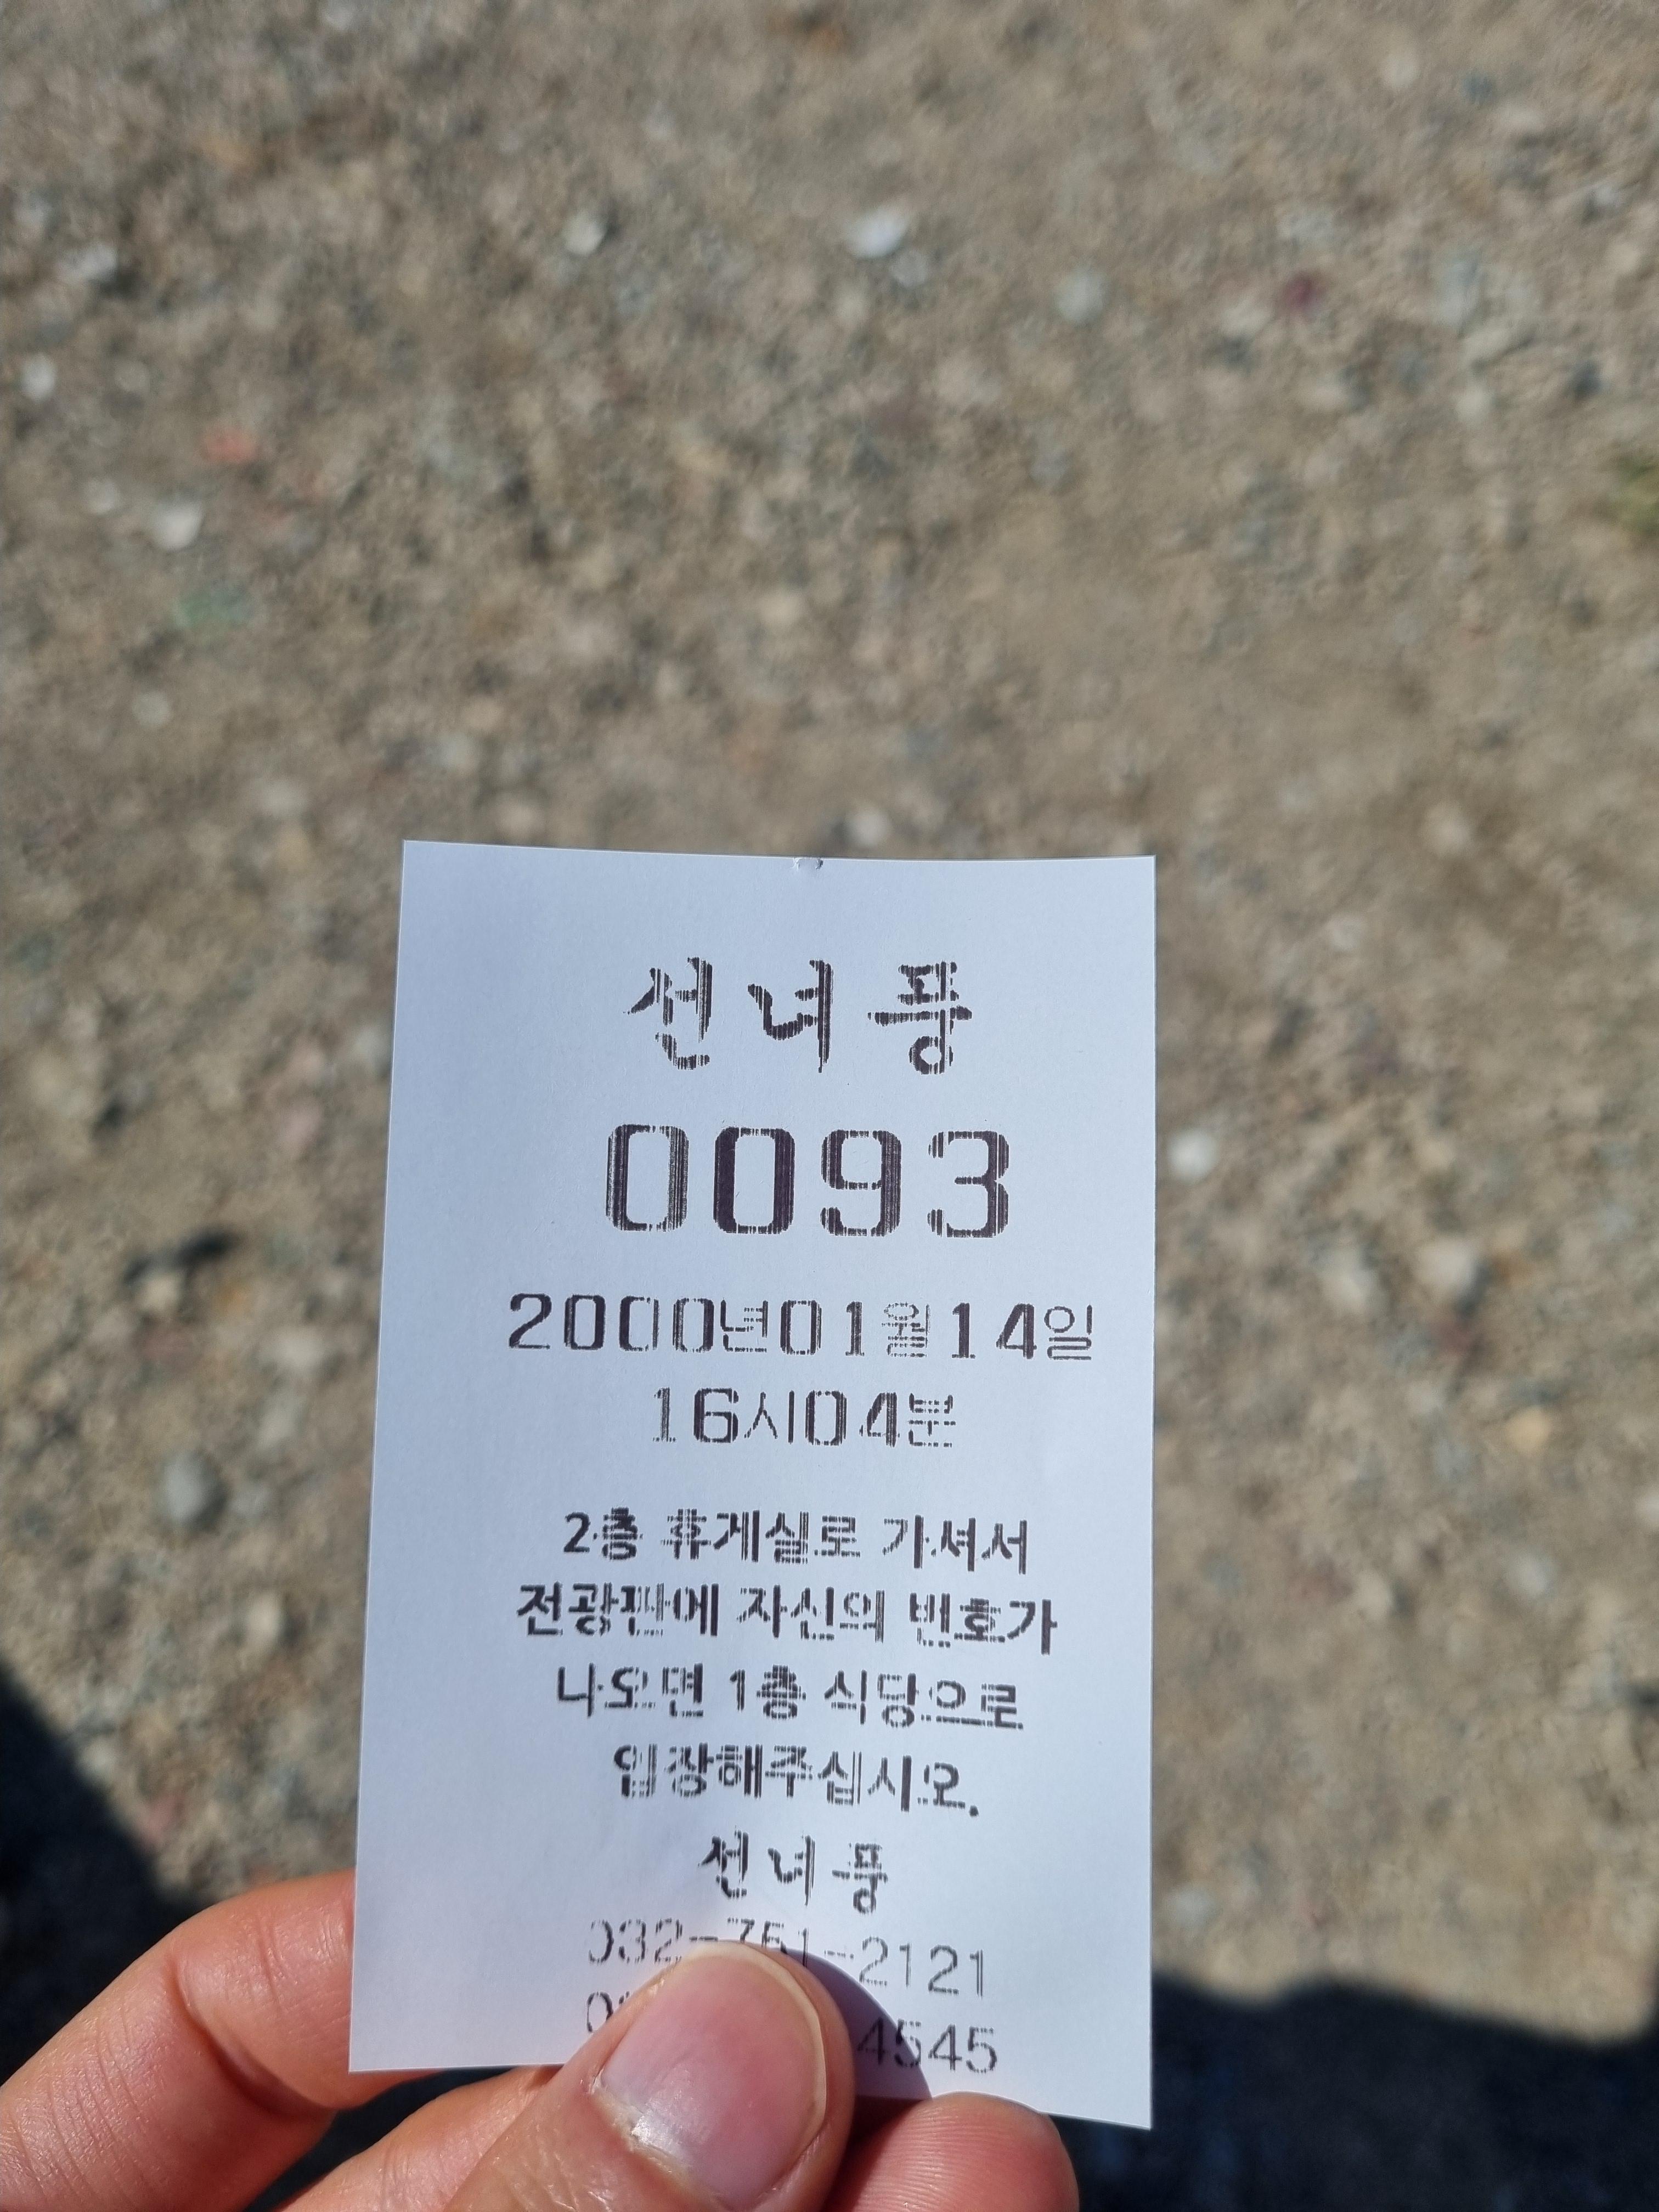 선녀풍
0093
2000년01월14일
16시04분
2층 휴게실로 가셔서
전광판에 자신의 번호가
나오면 1층 식당으로
입장해주십시오.
선녀풍
032-751-2121
4545